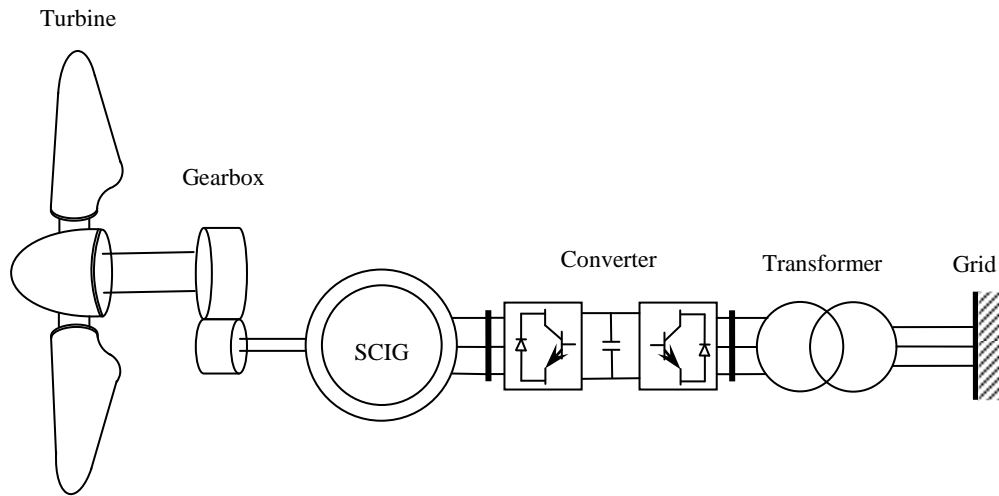 Turbine
Gearbox
Converter
Transformer
Grid
SCIG